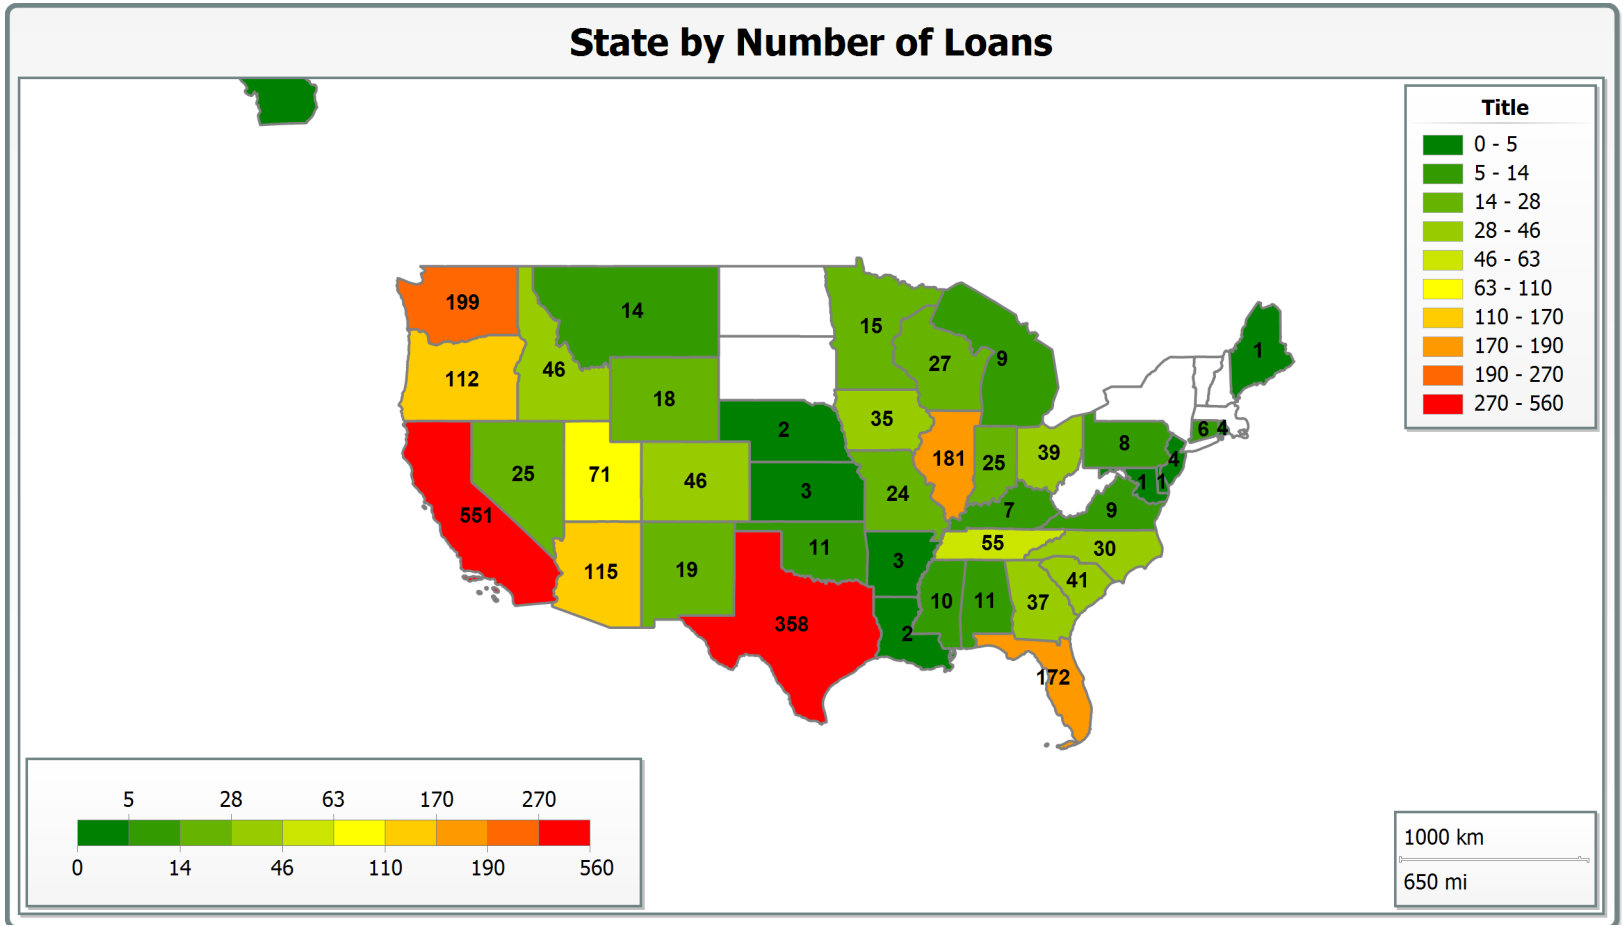 State by Number of Loans
Title
0 - 5
5 - 14
14 - 28
28 - 46
46 - 63
63 - 110
110 - 170
170 - 190
190 - 270
270 - 560
199
14
15
9
1
112
46
27
18
35
2
6 4
8
39
181
25
4
25
71
46
3
24
1 1
7
9
551
55
30
11
3
115
19
41
10
11
37
358
2
172
5 28 63 170 270
0 14 46 110 190 560
1000 km
650 mi